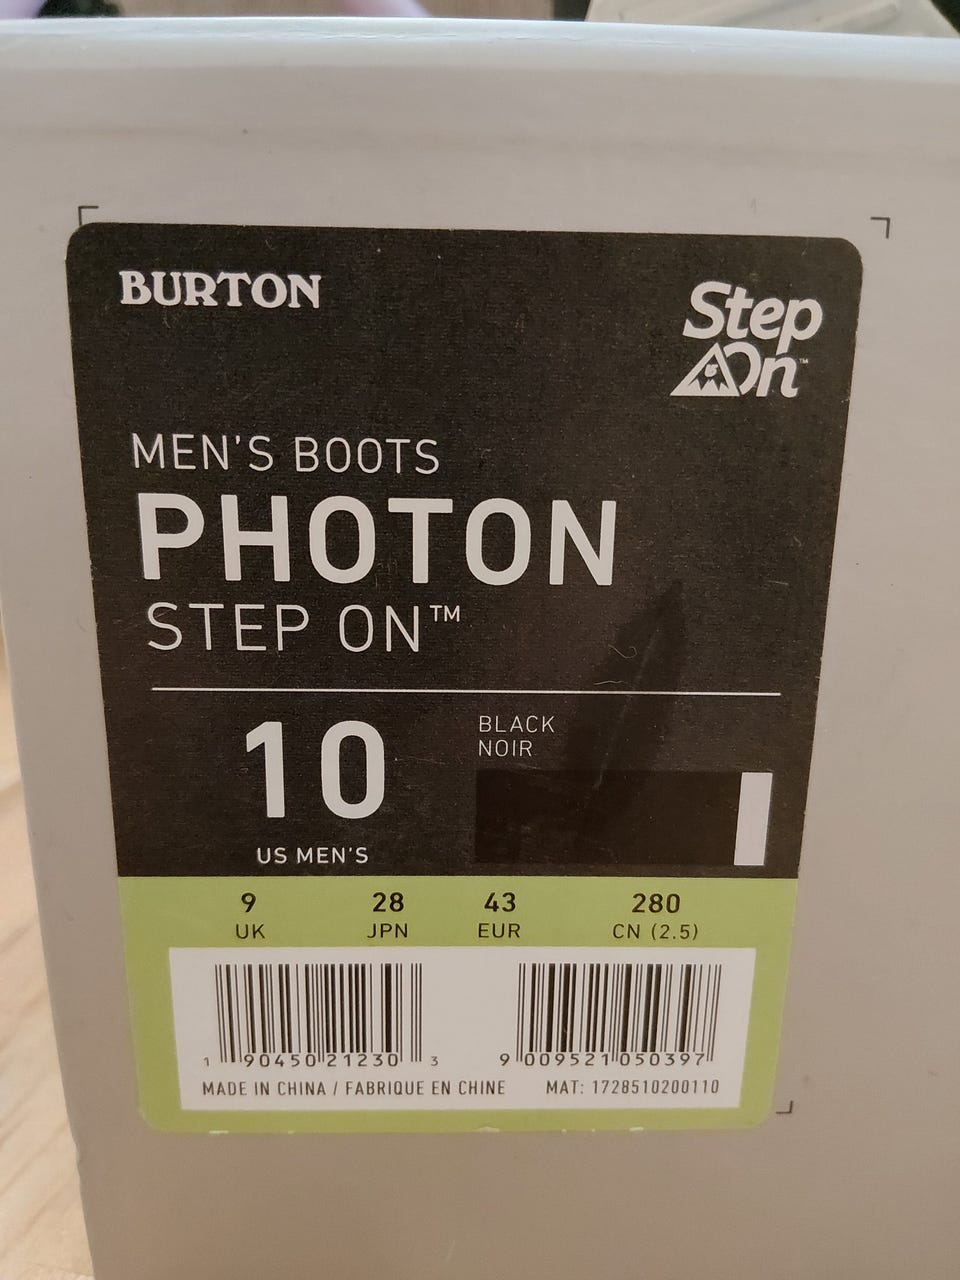 BURTON
Step
On™
MEN'S BOOTS
PHOTON
STEP ON™
10
US MEN'S
BLACK
NOIR
9 28 43 280
UK JPN EUR CN (2.5)
1 90450 21230 3
9 009521 050397
MADE IN CHINA / FABRIQUE EN CHINE MAT: 1728510200110